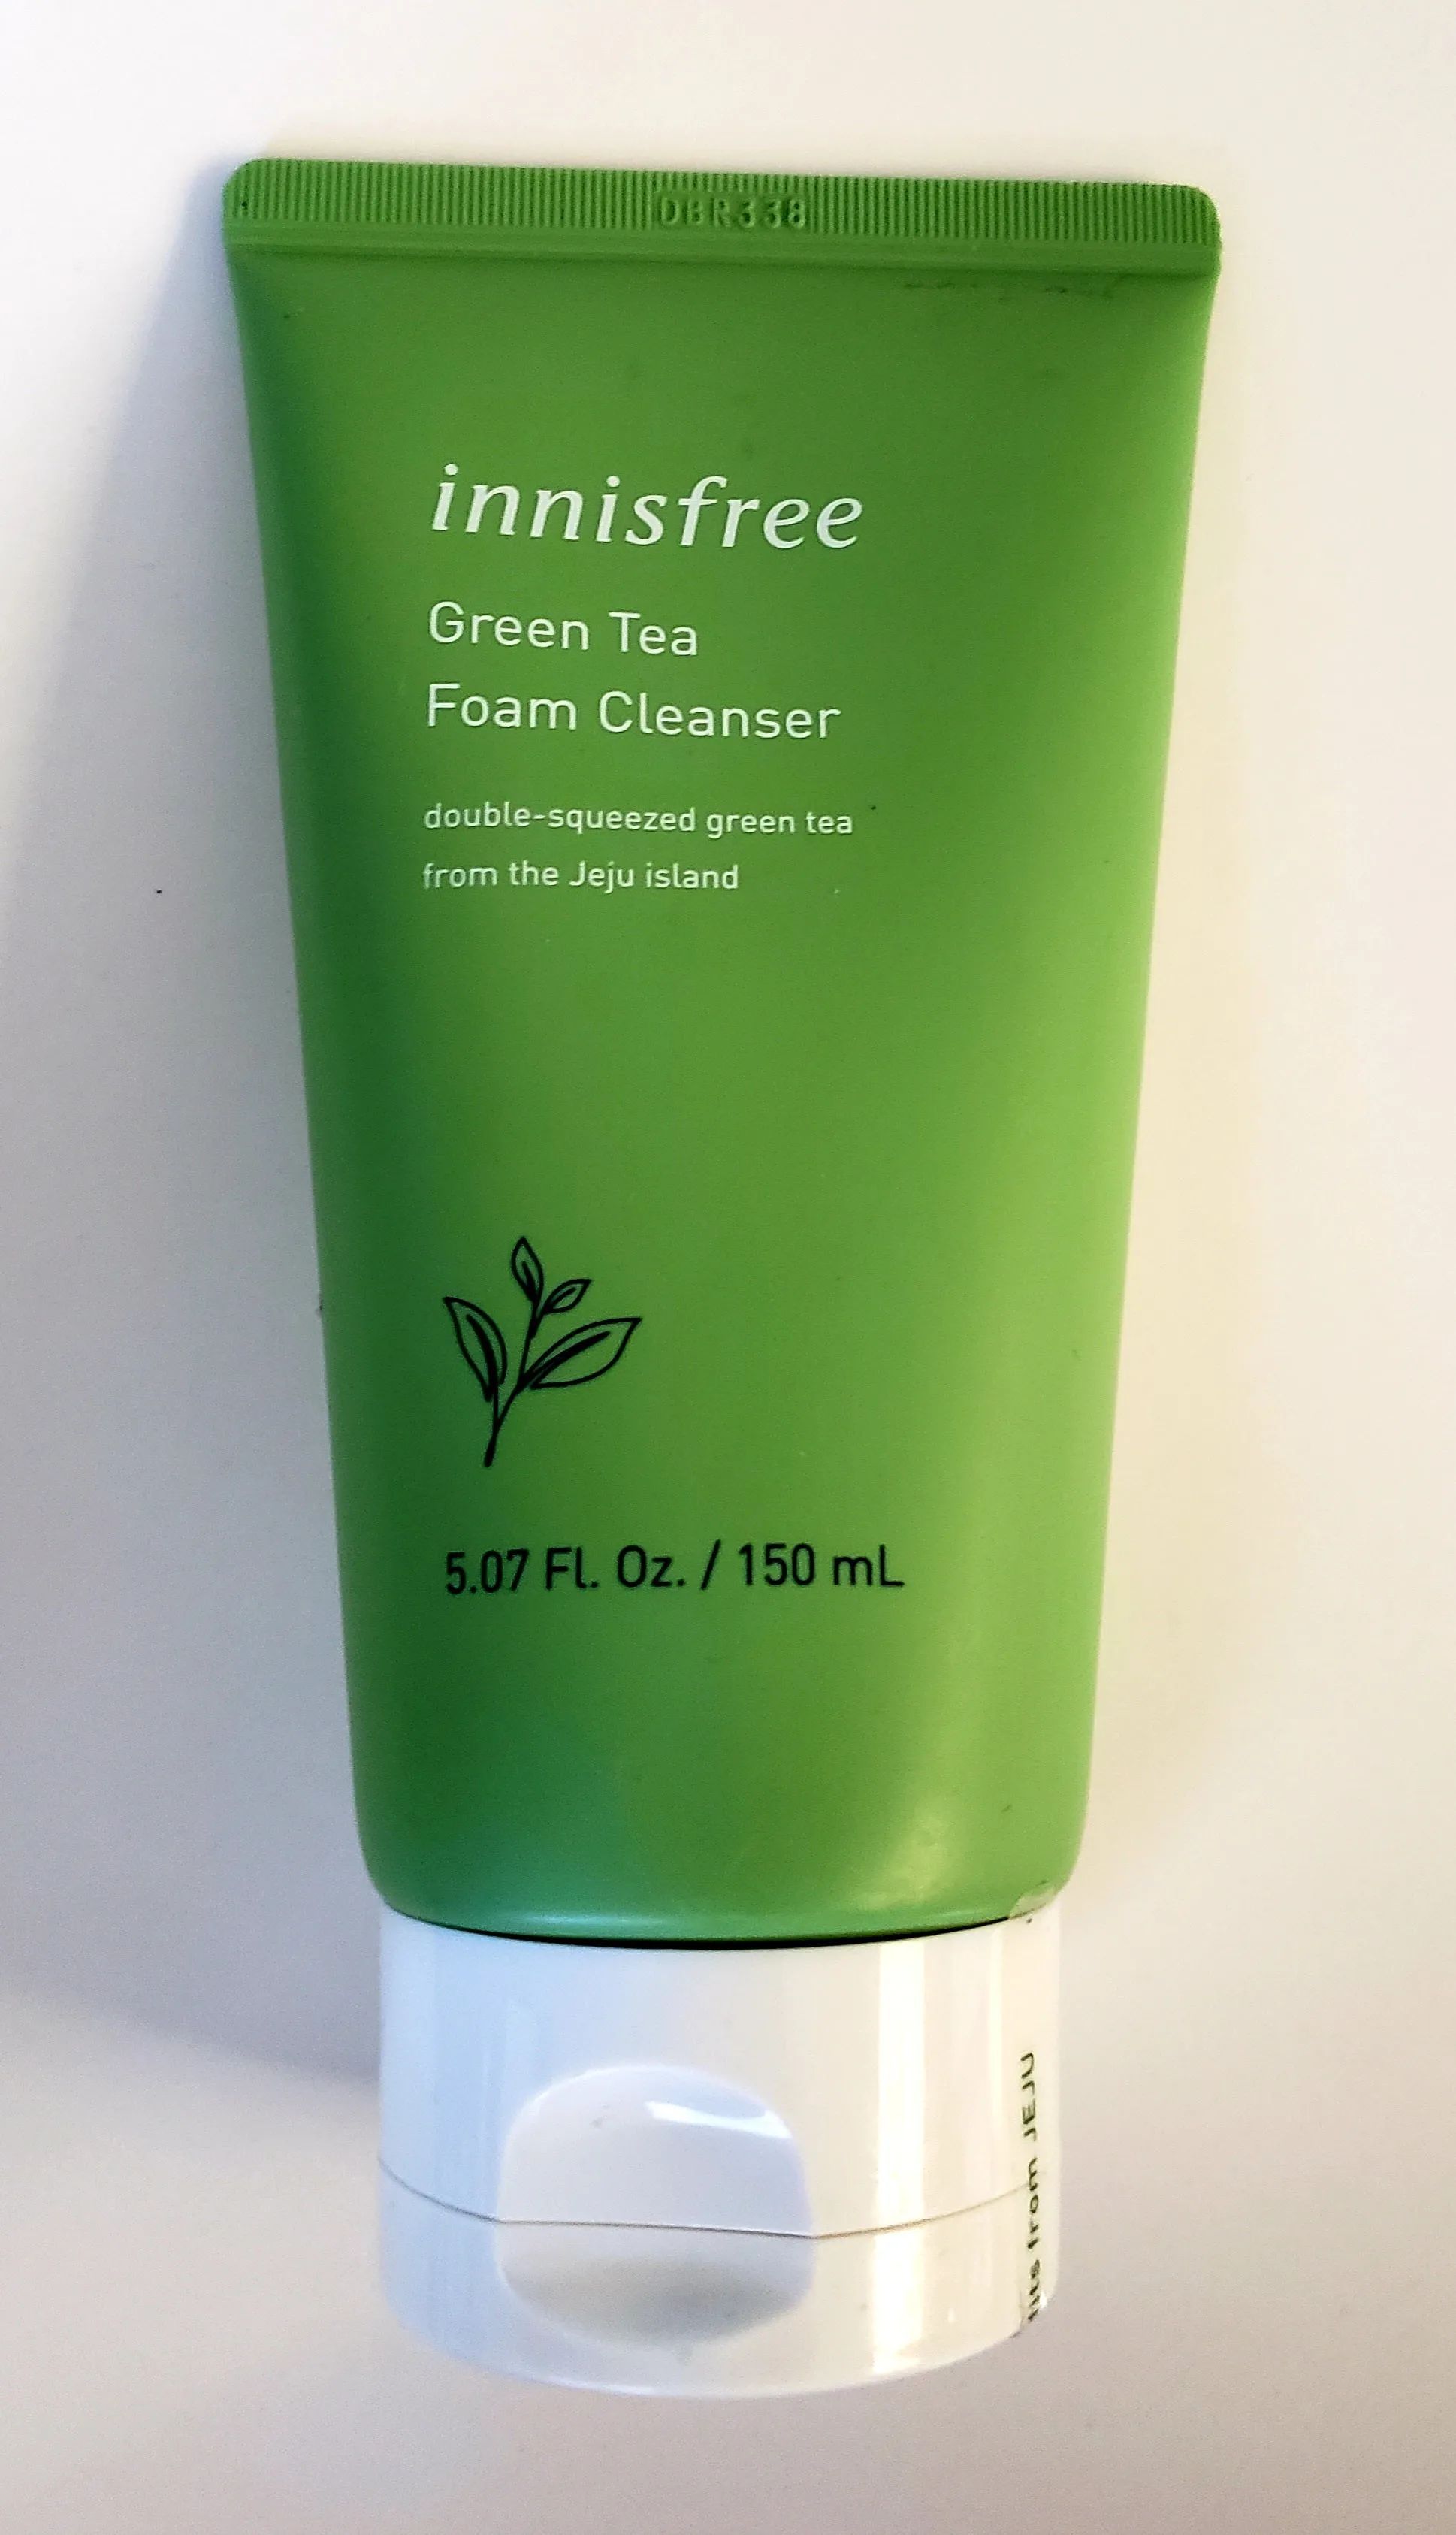 DBR338
innisfree
Green Tea
Foam Cleanser
double-squeezed green tea
from the Jeju island
5.07 Fl. Oz. / 150 mL
from JEJU